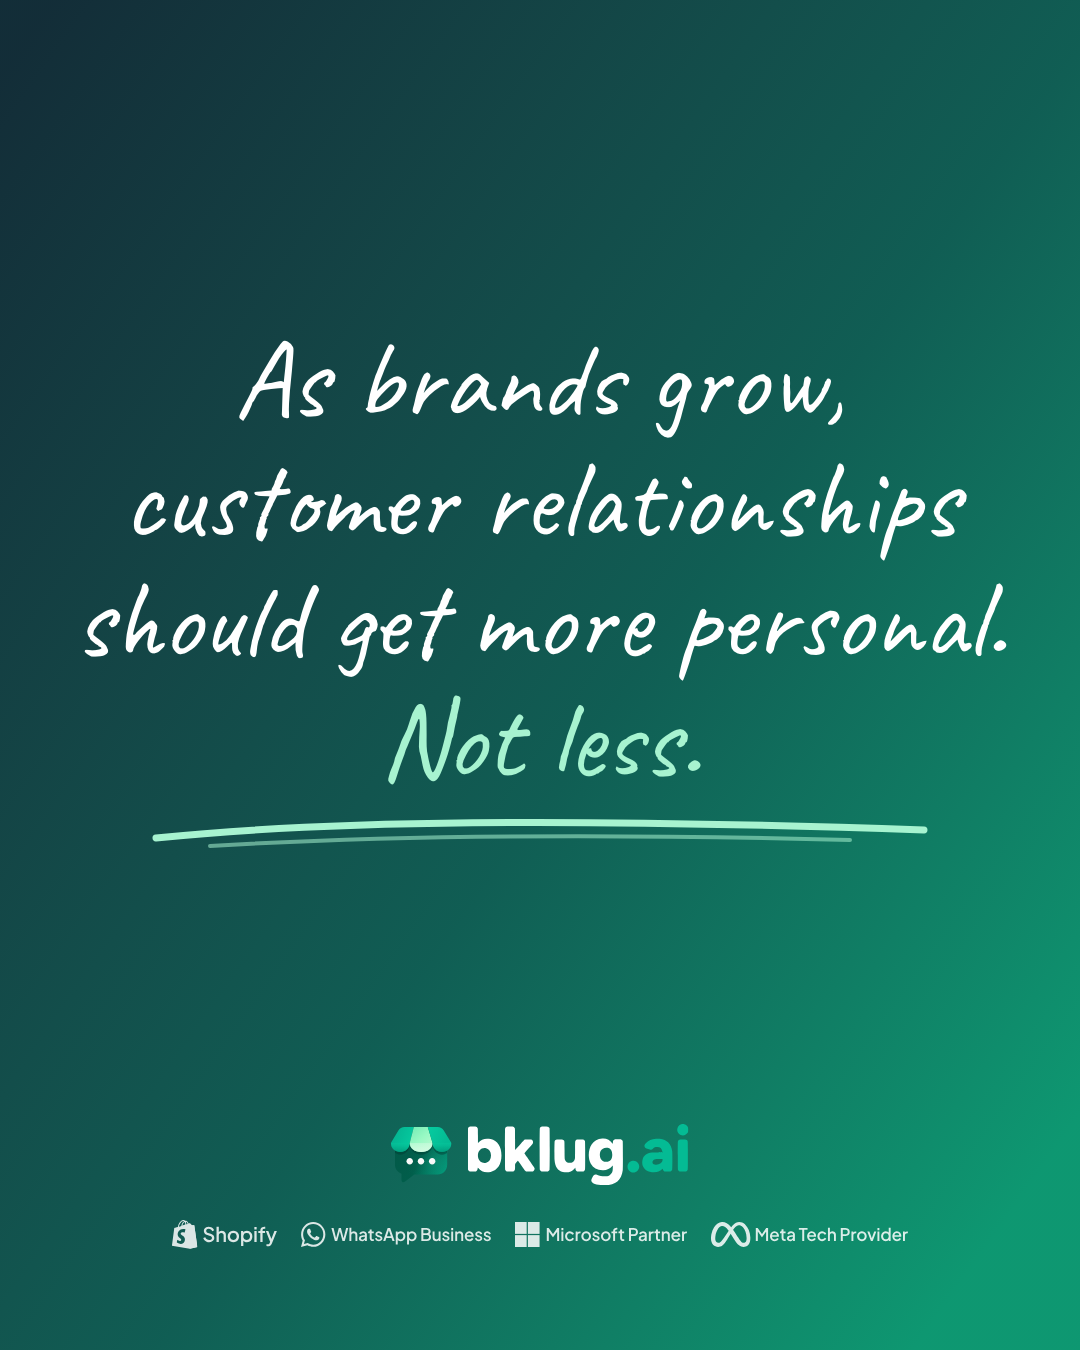 As brands grow,
customer relationships
should get more personal.
Not less.
bklug.ai
Shopify WhatsApp Business Microsoft Partner Meta Tech Provider